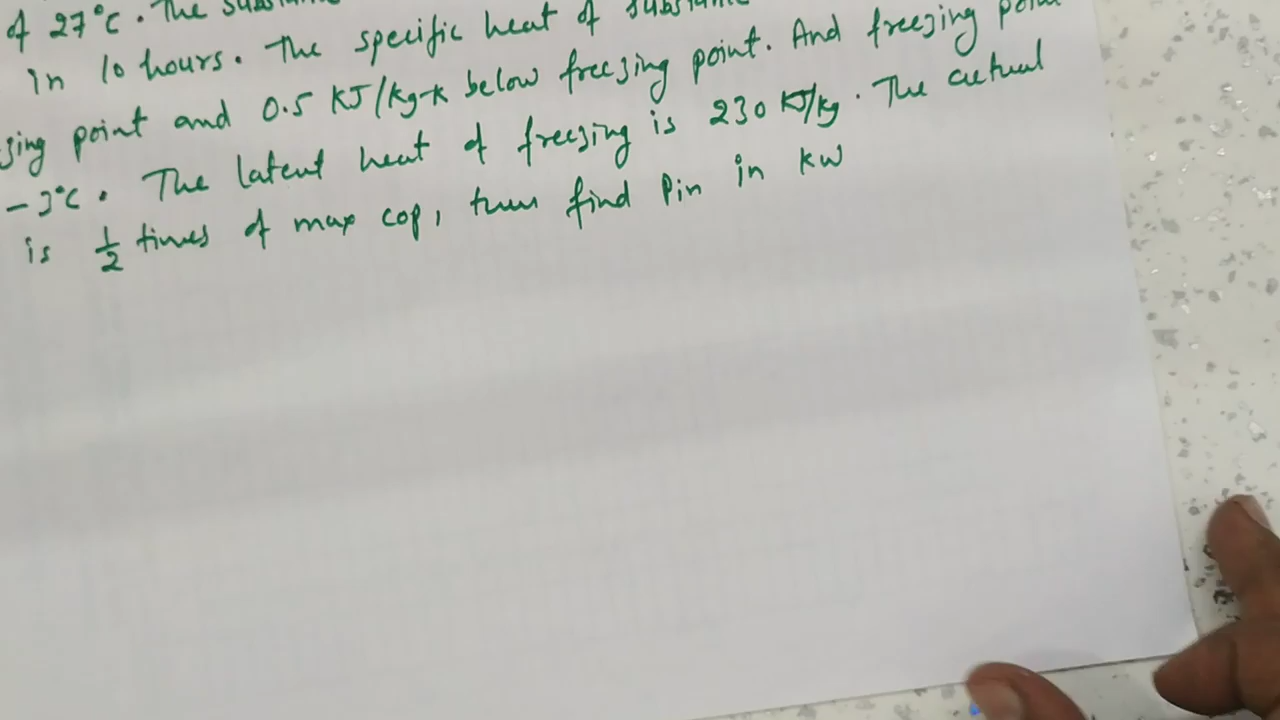 of 27°C. The
in 10 hours. The specific heat of substance
zing point and 0.5 KJ/kg-K below freezing point. And freezing point
-3°C. The latent heat of freezing is 230 KJ/kg. The actual
is 1/2 times of max cop, then find Pin in kW